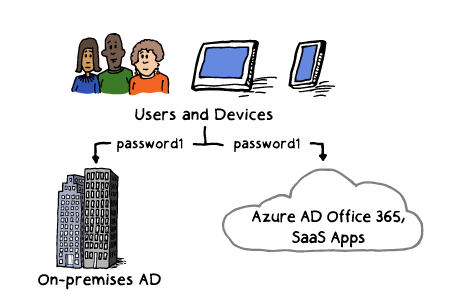 Users and Devices
password1 password1
Azure AD Office 365,
SaaS Apps
On-premises AD